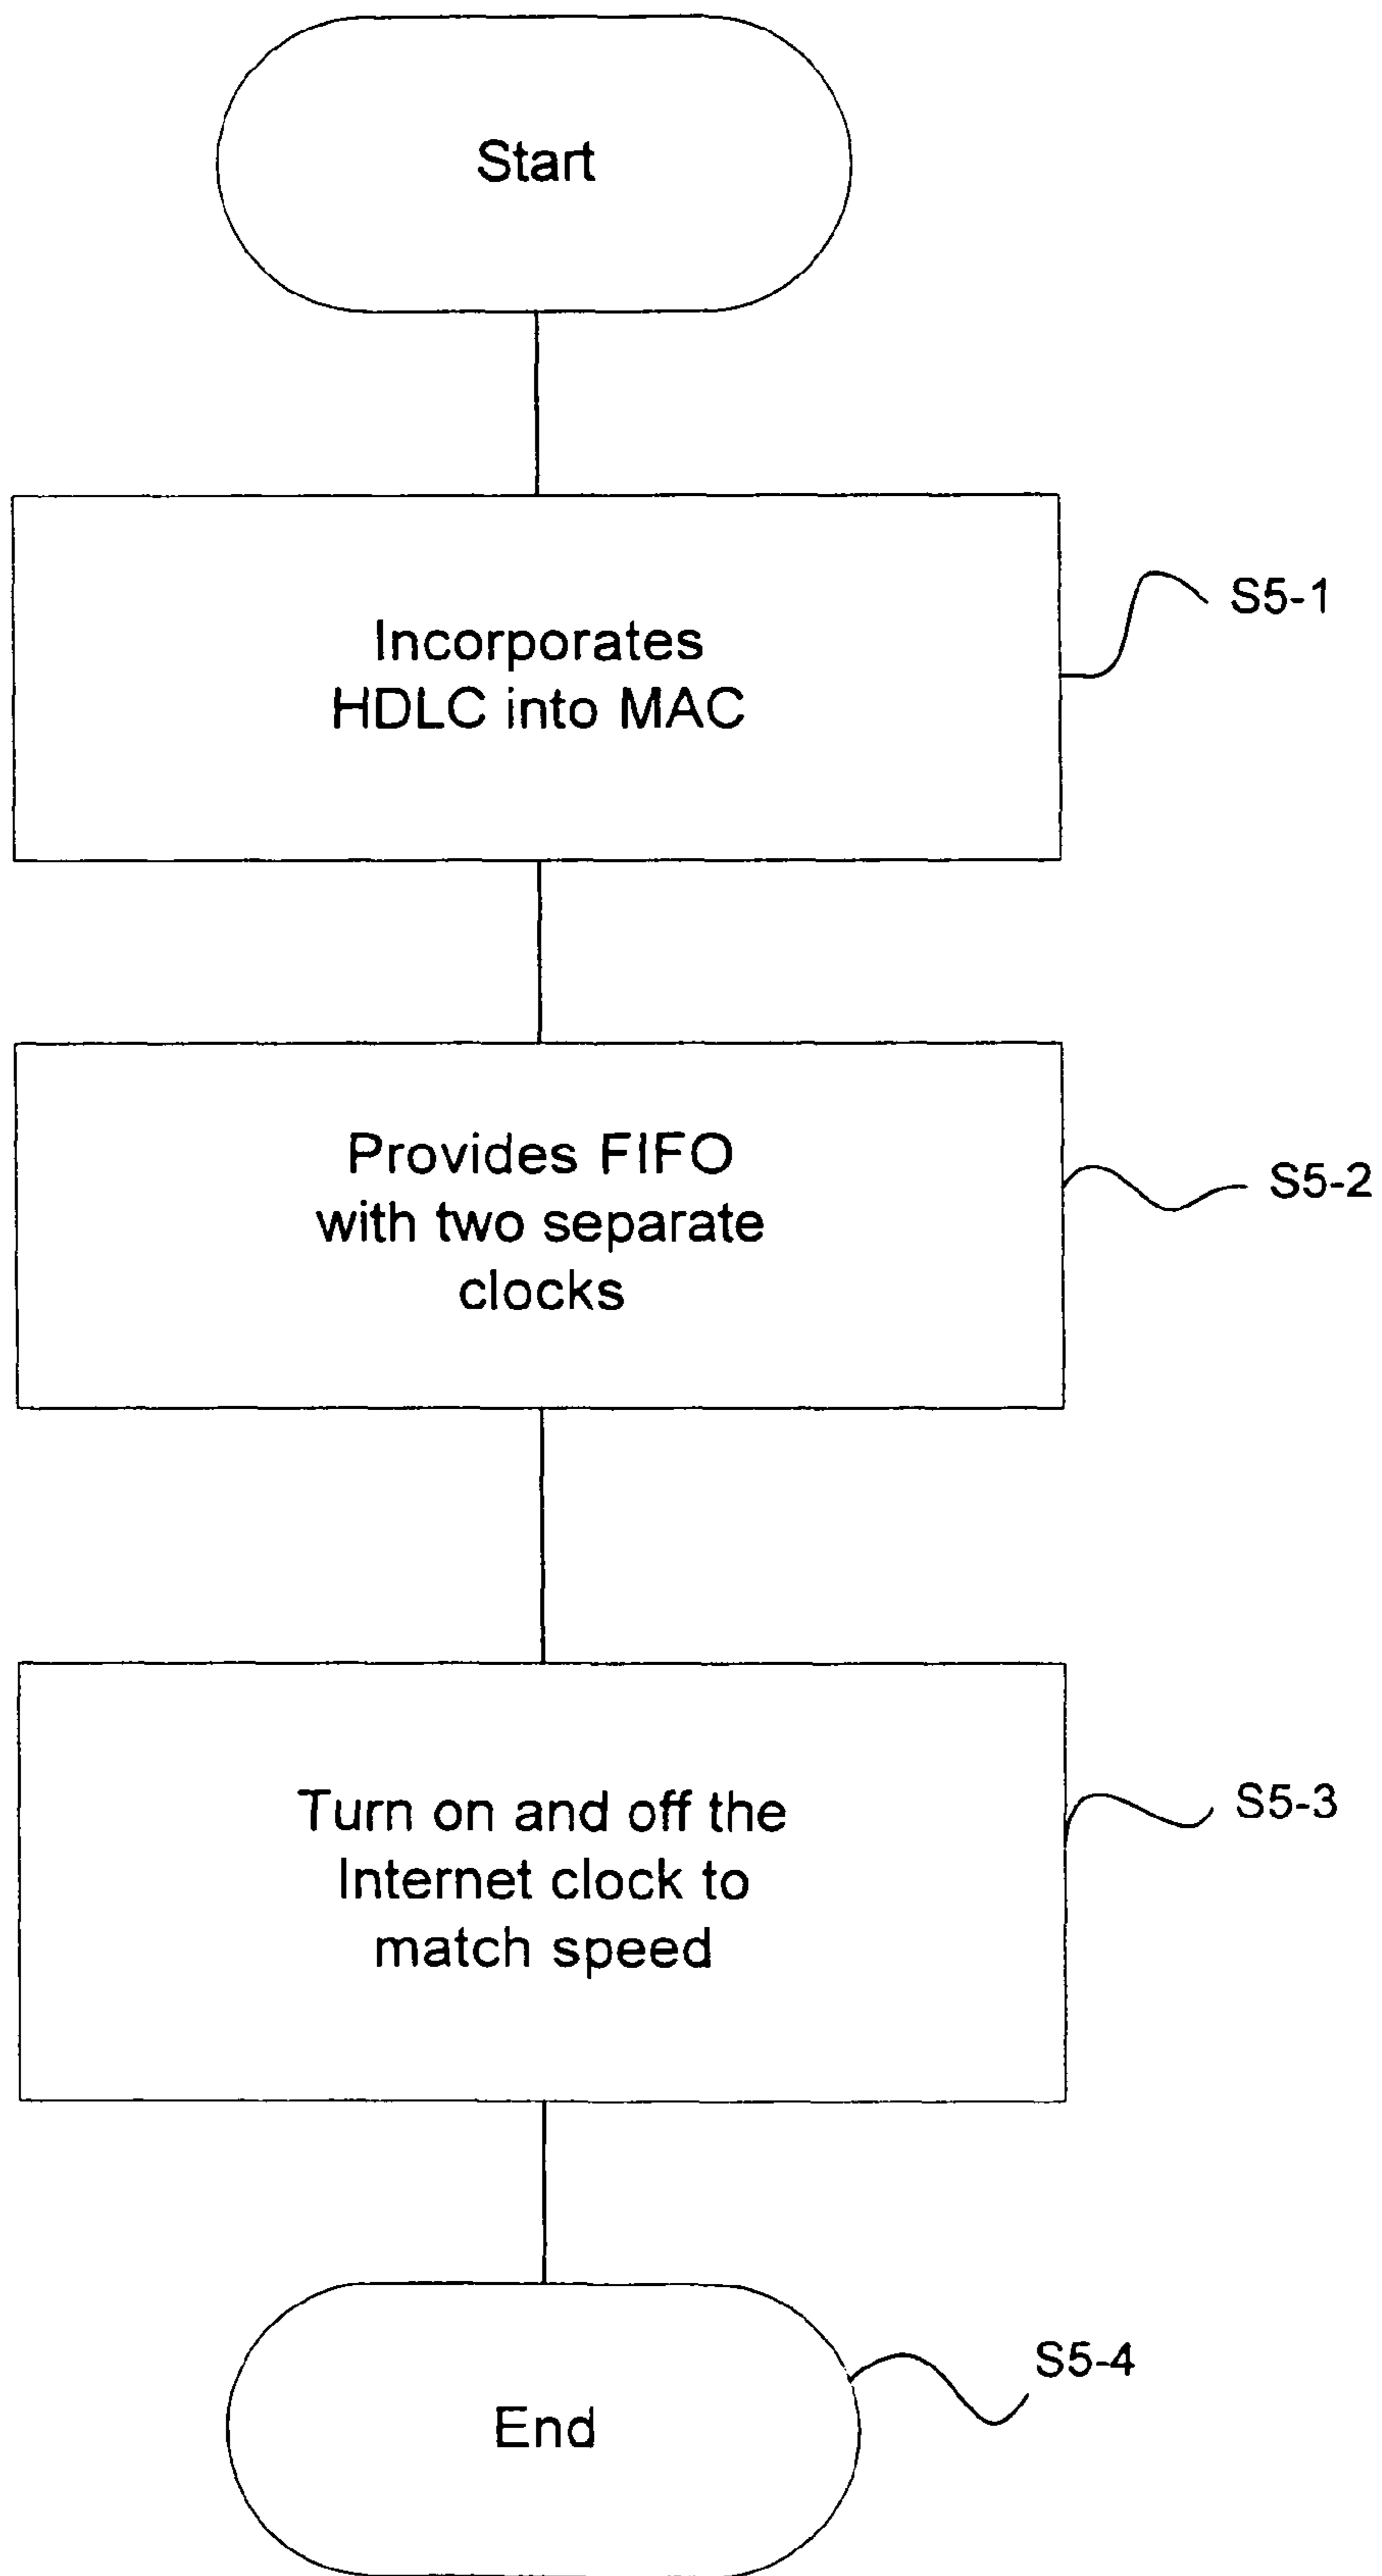 Start
Incorporates
HDLC into MAC
S5-1
Provides FIFO
with two separate
clocks
S5-2
Turn on and off the
Internet clock to
match speed
S5-3
End
S5-4